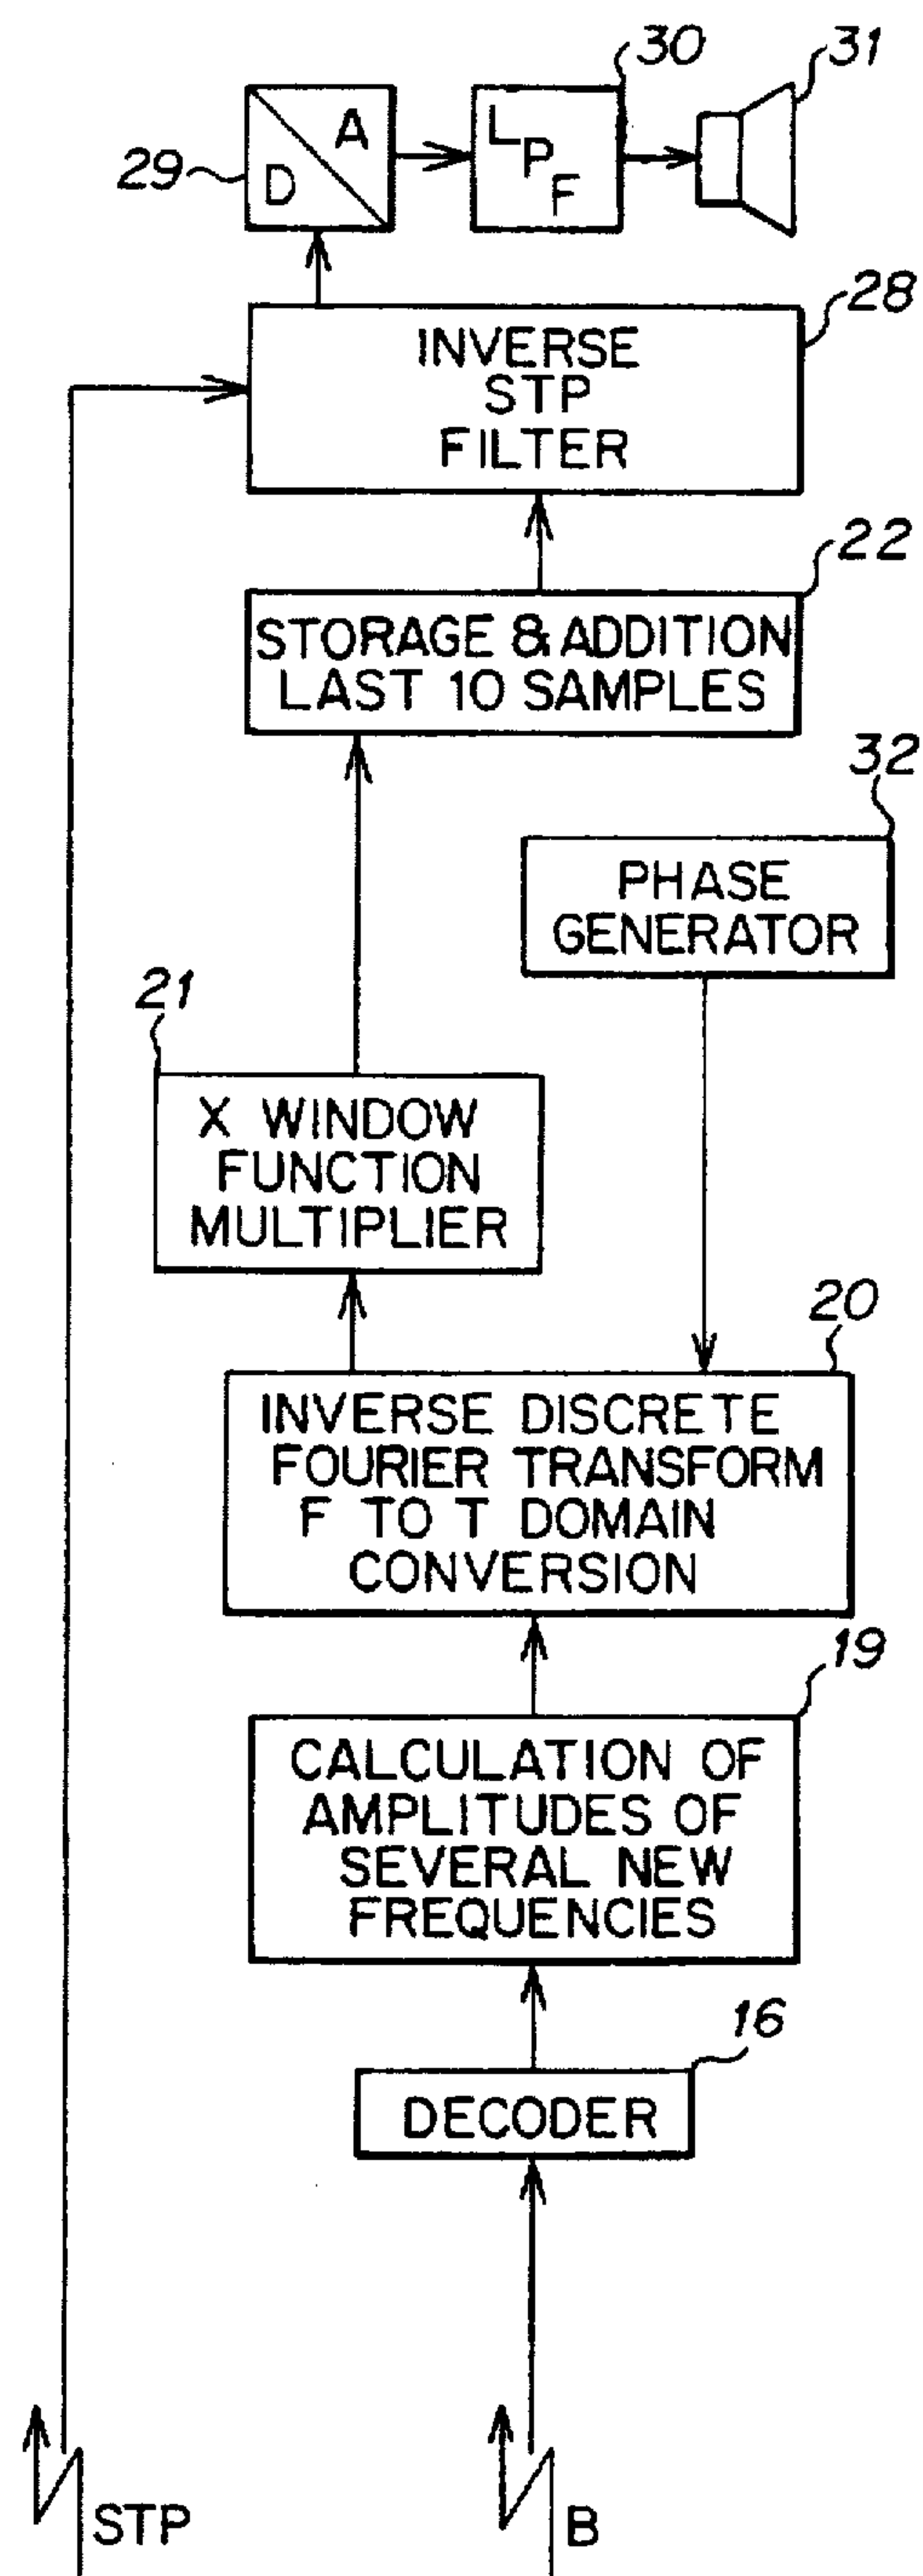 30
31
29
D
A
L
P
F
28
INVERSE
STP
FILTER
22
STORAGE & ADDITION
LAST 10 SAMPLES
32
PHASE
GENERATOR
21
X WINDOW
FUNCTION
MULTIPLIER
20
INVERSE DISCRETE
FOURIER TRANSFORM
F TO T DOMAIN
CONVERSION
19
CALCULATION OF
AMPLITUDES OF
SEVERAL NEW
FREQUENCIES
16
DECODER
STP
B